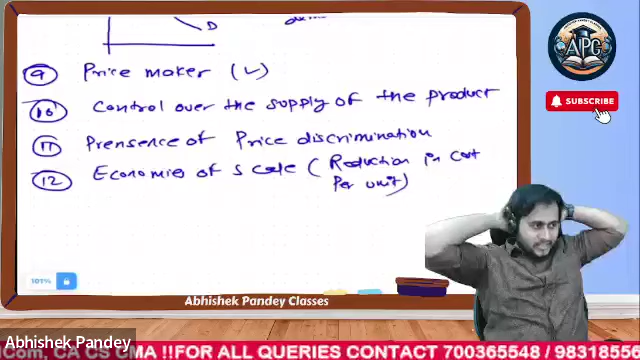 D
9 Price maker (✓)
10 Control over the supply of the product
11 Prensence of Price discrimination
12 Economies of Scale (Reduction in cost
Per unit)
APG
SUBSCRIBE
101%
Abhishek Pandey Classes
Abhishek Pandey
Com, CA CS CMA !!FOR ALL QUERIES CONTACT 700365548 / 98318555